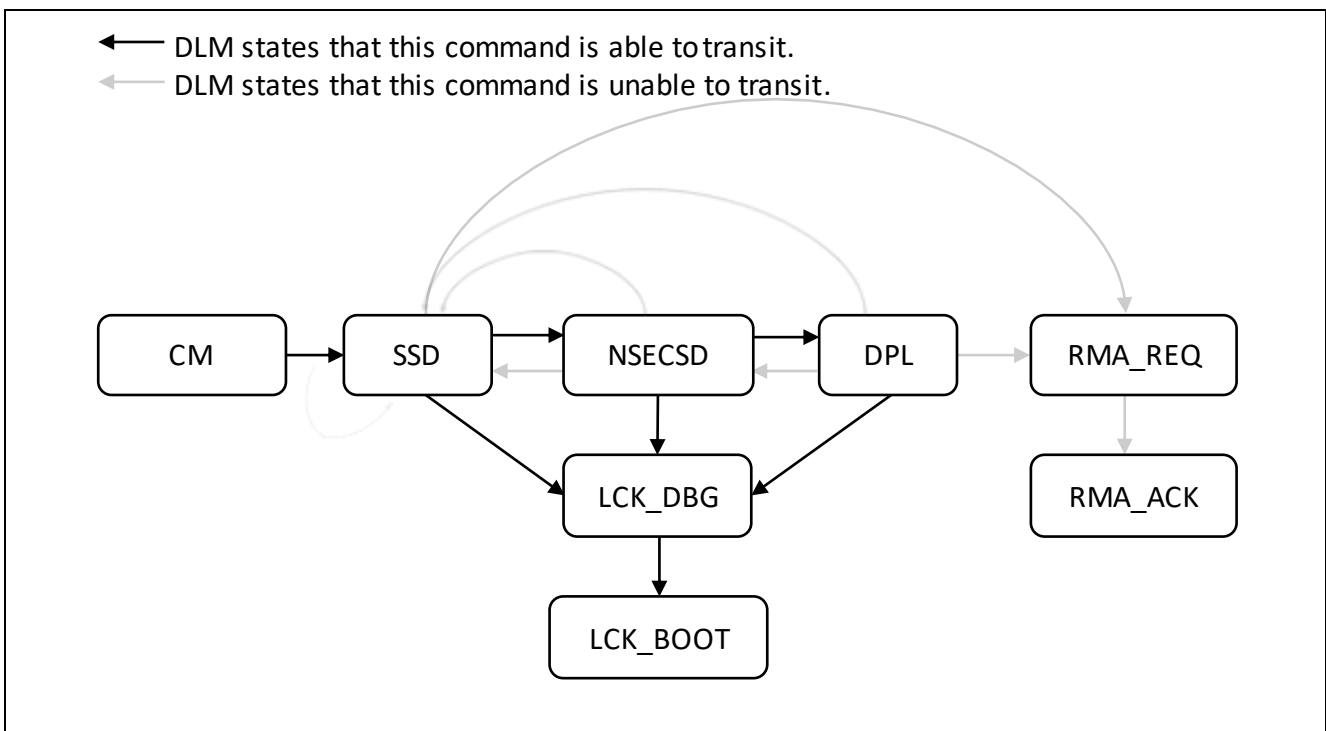 DLM states that this command is able to transit.
DLM states that this command is unable to transit.
CM
SSD
NSECSD
DPL
RMA_REQ
LCK_DBG
RMA_ACK
LCK_BOOT